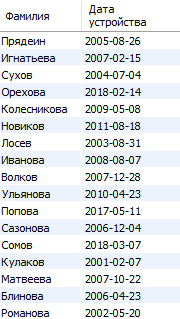 Фамилия Дата устройства
Прядеин 2005-08-26
Игнатьева 2007-02-15
Сухов 2004-07-04
Орехова 2018-02-14
Колесникова 2009-05-08
Новиков 2011-08-18
Лосев 2003-08-31
Иванова 2008-08-07
Волков 2007-12-28
Ульянова 2010-04-23
Попова 2017-05-11
Сазонова 2006-12-04
Сомов 2018-03-07
Кулаков 2001-02-07
Матвеева 2007-10-22
Блинова 2006-04-23
Романова 2002-05-20